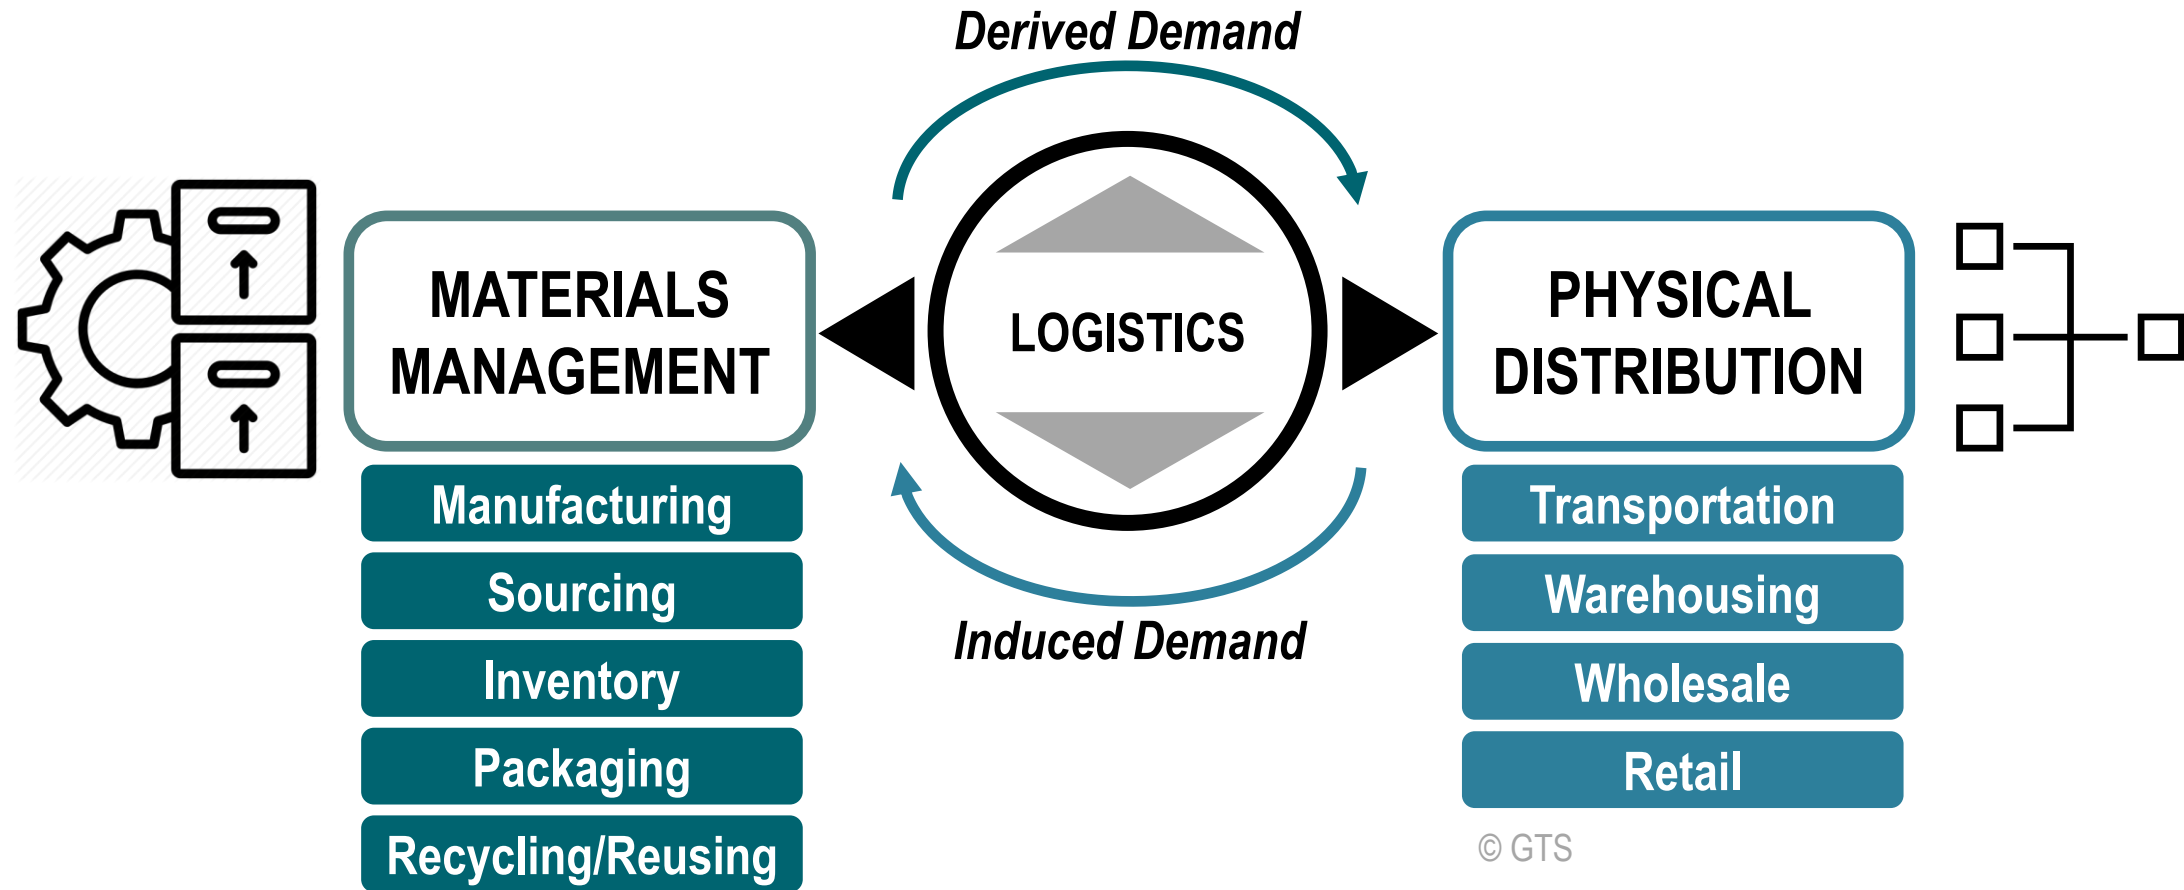 Derived Demand
MATERIALS
MANAGEMENT
LOGISTICS
PHYSICAL
DISTRIBUTION
Induced Demand
Manufacturing
Sourcing
Inventory
Packaging
Recycling/Reusing
Transportation
Warehousing
Wholesale
Retail
© GTS